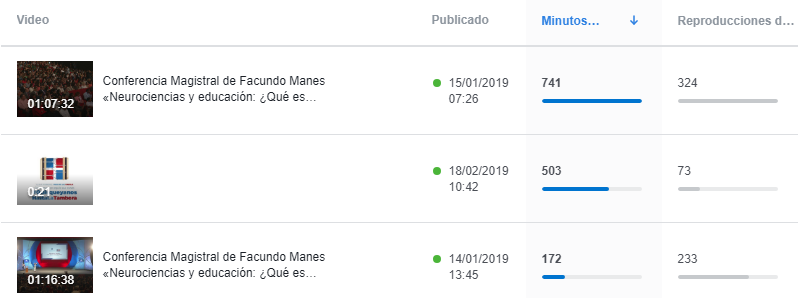 Video Publicado Minutos… Reproducciones d…
01:07:32 Conferencia Magistral de Facundo Manes «Neurociencias y educación: ¿Qué es… 15/01/2019 07:26 741 324
0:21 18/02/2019 10:42 503 73
01:16:38 Conferencia Magistral de Facundo Manes «Neurociencias y educación: ¿Qué es… 14/01/2019 13:45 172 233